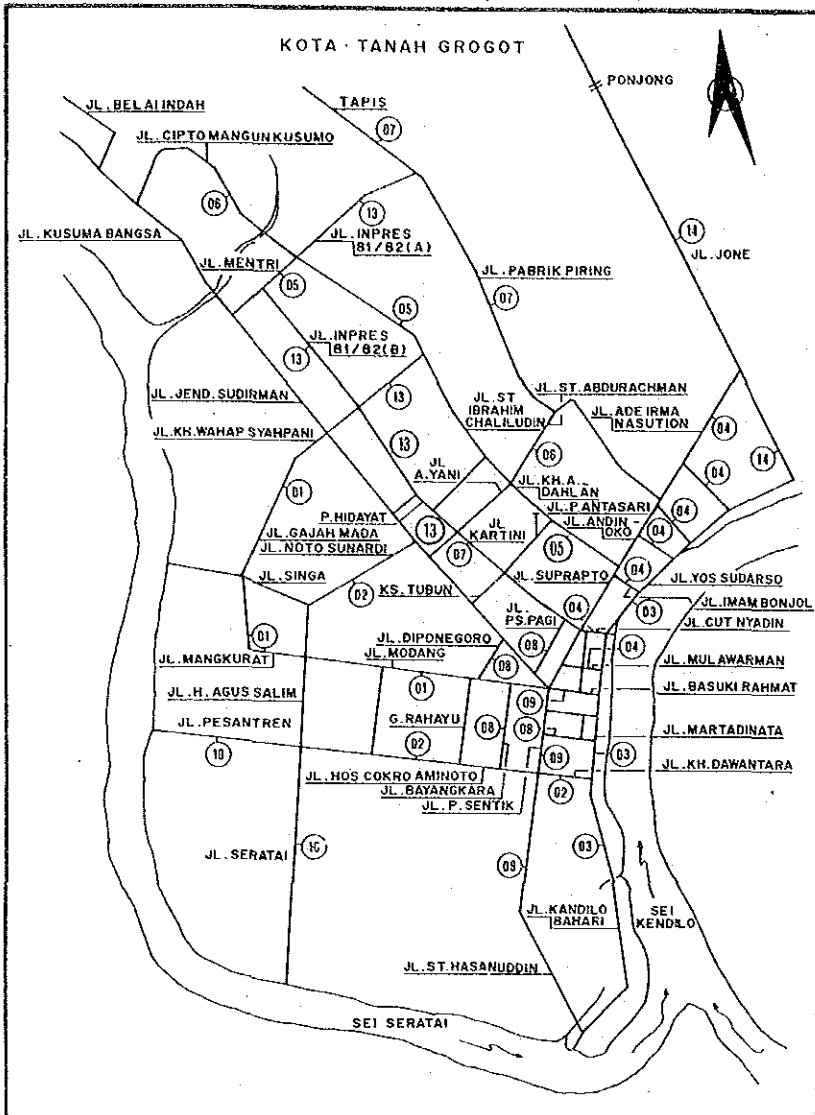 KOTA · TANAH GROGOT
PONJONG
JL. BELAI INDAH
TAPIS
JL. CIPTO MANGUN KUSUMO
07
06
13
JL. KUSUMA BANGSA
JL. INPRES
81/82(A)
14
JL. JONE
JL. MENTRI
05
JL. PABRIK PIRING
07
05
JL. INPRES
81/82(B)
13
JL. JEND. SUDIRMAN
13
JL. ST
IBRAHIM
CHALILUDIN
JL. ST. ABDURACHMAN
JL. ADE IRMA
NASUTION
04
JL. KH. WAHAP SYAHPANI
13
06
14
01
JL
A.YANI
JL. KH. A.
DAHLAN
04
P. HIDAYAT
JL. P. ANTASARI
04
JL. GAJAH MADA
13
JL
KARTINI
JL. ANDIN
OKO
04
JL. NOTO SUNARDI
07
05
JL. SINGA
02
KS. TUBUN
JL. SUPRAPTO
04
JL. YOS SUDARSO
03
JL. IMAM BONJOL
JL.
PS. PAGI
04
JL. CUT NYADIN
01
JL. DIPONEGORO
08
04
JL. MANGKURAT
JL. MODANG
08
JL. MULAWARMAN
JL. H. AGUS SALIM
01
09
JL. BASUKI RAHMAT
JL. PESANTREN
G. RAHAYU
08
08
JL. MARTADINATA
10
02
09
03
JL. HOS COKRO AMINOTO
JL. KH. DAWANTARA
JL. BAYANGKARA
02
JL. P. SENTIK
JL. SERATAI
10
03
09
JL. KANDILO
BAHARI
SEI
KENDILO
JL. ST. HASANUDDIN
SEI SERATAI